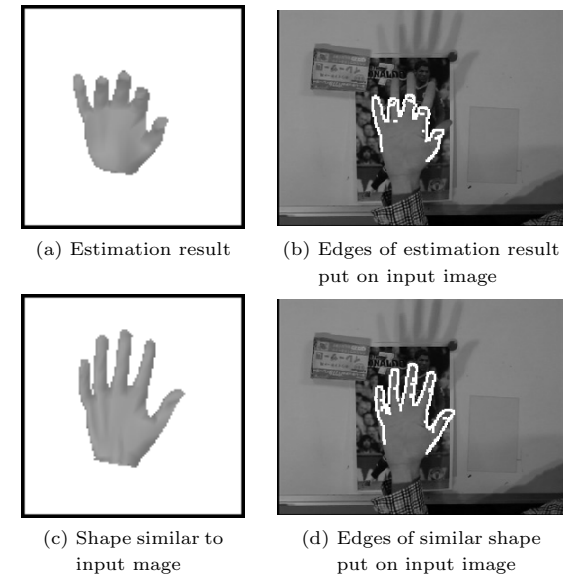 (a) Estimation result
(b) Edges of estimation result
put on input image
(c) Shape similar to
input mage
(d) Edges of similar shape
put on input image